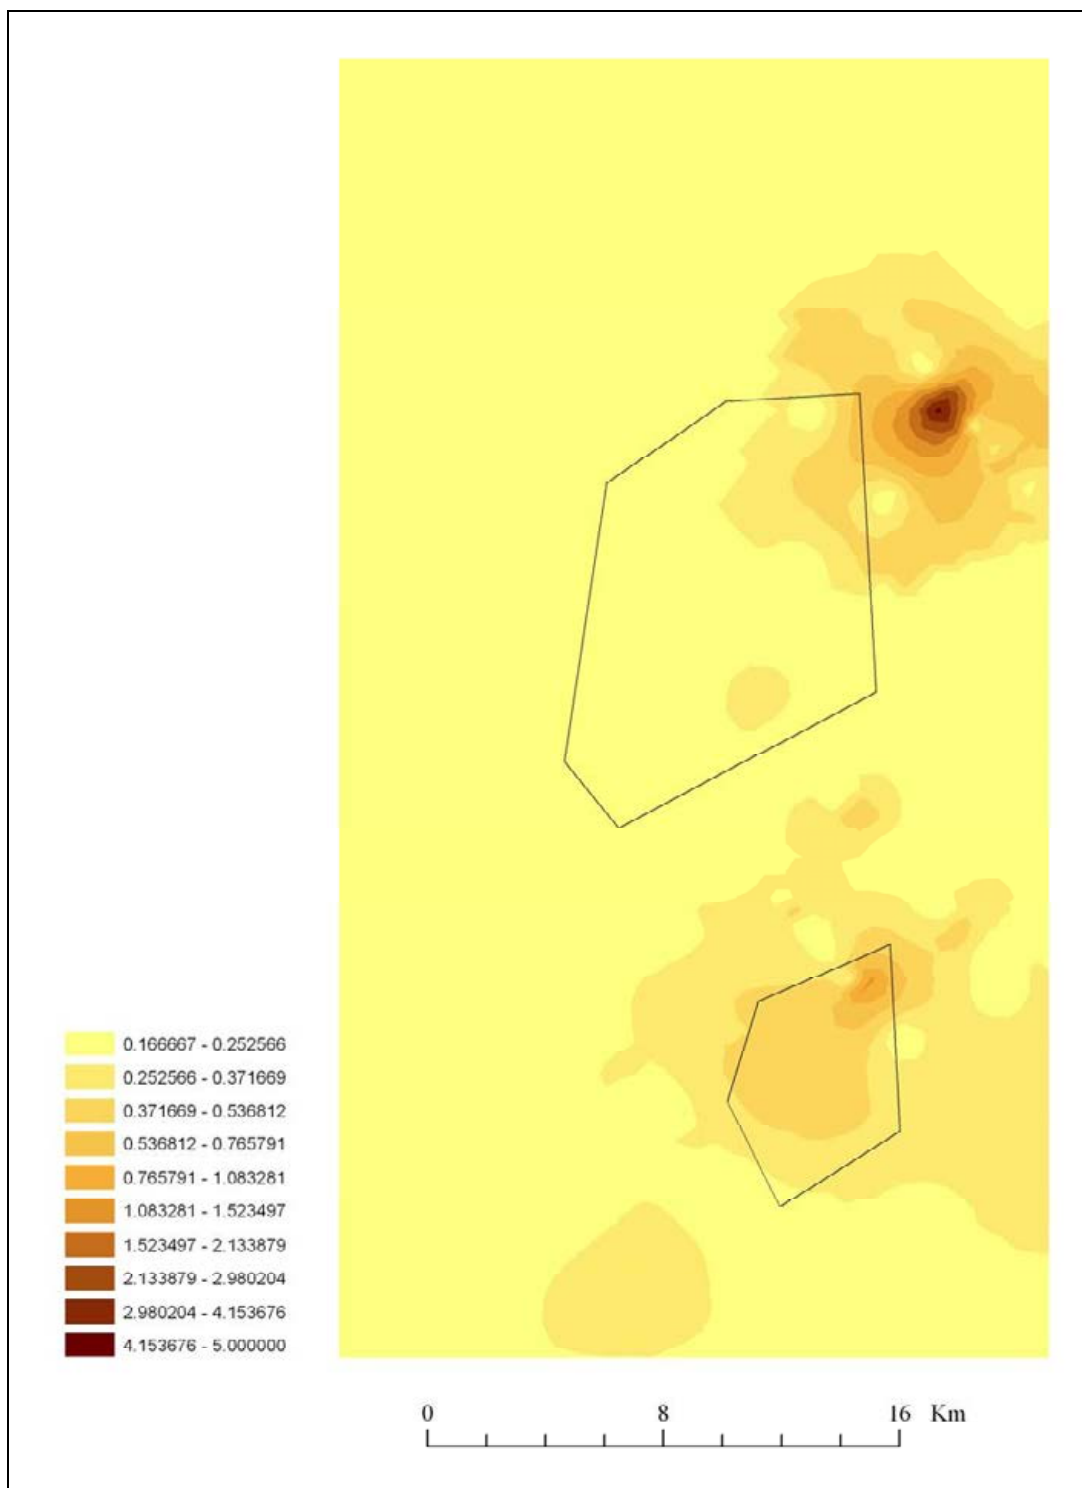 0.166667 - 0.252566
0.252566 - 0.371669
0.371669 - 0.536812
0.536812 - 0.765791
0.765791 - 1.083281
1.083281 - 1.523497
1.523497 - 2.133879
2.133879 - 2.980204
2.980204 - 4.153676
4.153676 - 5.000000
0 8 16 Km